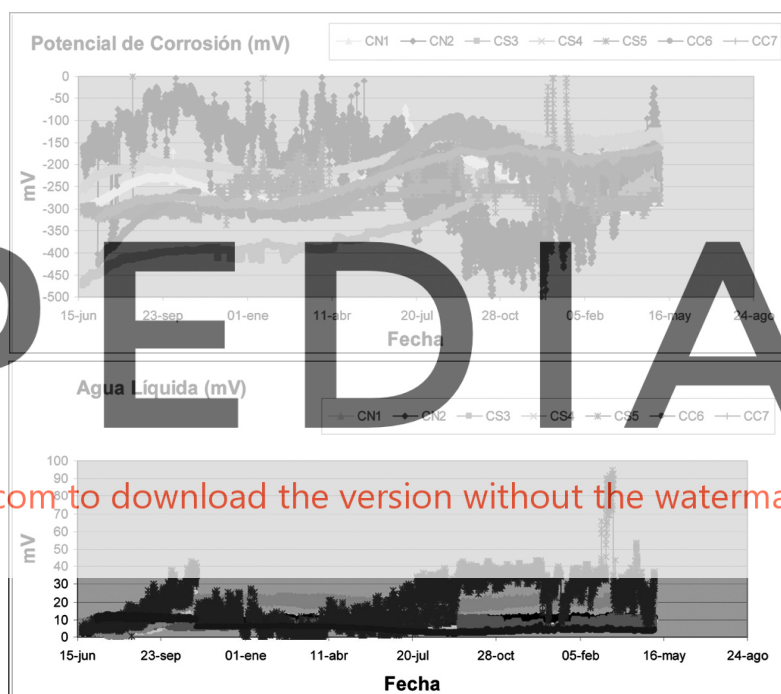 Potencial de Corrosión (mV)
CN1 CN2 CS3 CS4 CS5 CC6 CC7
0
-50
-100
-150
-200
-250
-300
-350
-400
-450
-500
mV
15-jun 23-sep 01-ene 11-abr 20-jul 28-oct 05-feb 16-may 24-ago
Fecha
PEDIA
Agua Líquida (mV)
CN1 CN2 CS3 CS4 CS5 CC6 CC7
com to download the version without the waterma
100
90
80
70
60
50
40
30
20
10
0
mV
15-jun 23-sep 01-ene 11-abr 20-jul 28-oct 05-feb 16-may 24-ago
Fecha